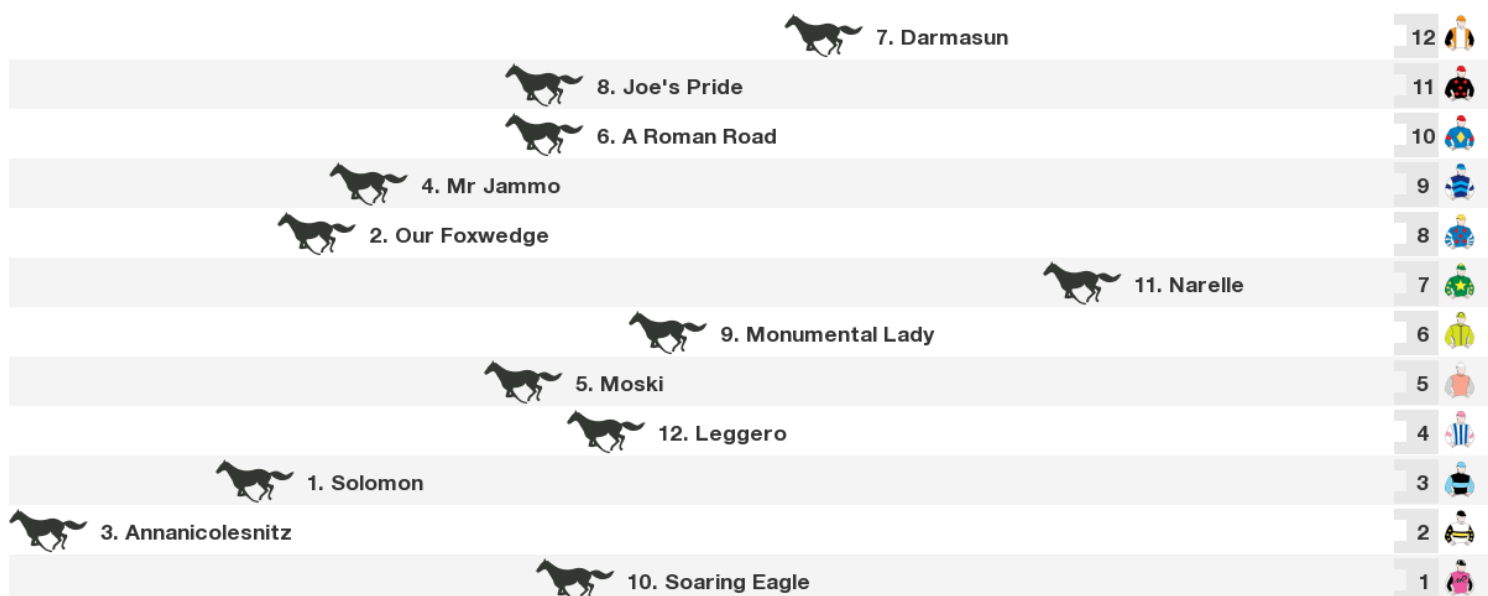 7. Darmasun 12
8. Joe's Pride 11
6. A Roman Road 10
4. Mr Jammo 9
2. Our Foxwedge 8
11. Narelle 7
9. Monumental Lady 6
5. Moski 5
12. Leggero 4
1. Solomon 3
3. Annanicolesnitz 2
10. Soaring Eagle 1